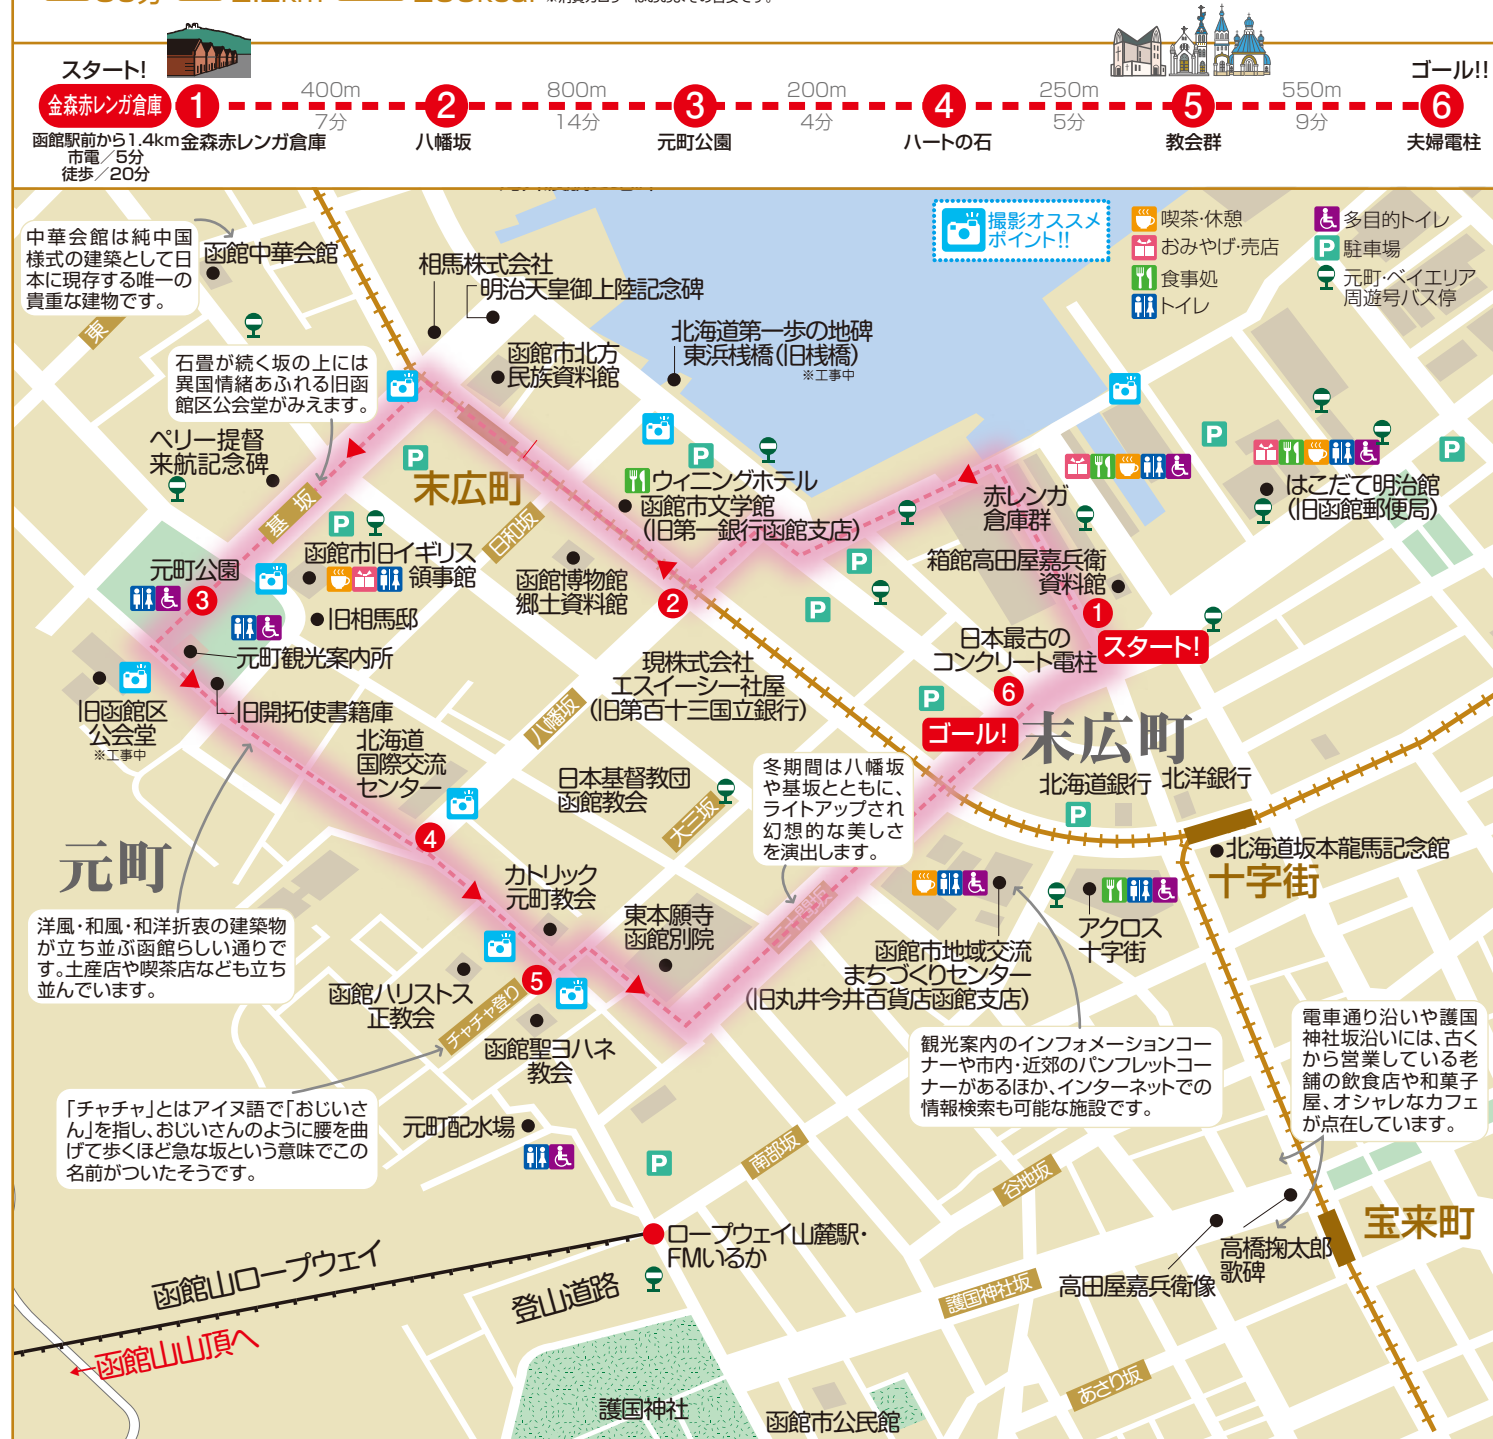 ※消費カロリーはおおよその目安です。
スタート!
金森赤レンガ倉庫
函館駅前から1.4km
市電／5分
徒歩／20分
1
金森赤レンガ倉庫
400m
7分
2
八幡坂
800m
14分
3
元町公園
200m
4分
4
ハートの石
250m
5分
5
教会群
550m
9分
ゴール!!
6
夫婦電柱
撮影オススメ
ポイント!!
喫茶・休憩
おみやげ・売店
食事処
トイレ
多目的トイレ
P 駐車場
元町・ベイエリア
周遊号バス停
中華会館は純中国
様式の建築として日
本に現存する唯一の
貴重な建物です。
函館中華会館
東
相馬株式会社
明治天皇御上陸記念碑
函館市北方
民族資料館
北海道第一歩の地碑
東浜桟橋(旧桟橋)
※工事中
石畳が続く坂の上には
異国情緒あふれる旧函
館区公会堂がみえます。
ペリー提督
来航記念碑
P
末広町
基坂
日和坂
P
ウィニングホテル
函館市文学館
(旧第一銀行函館支店)
赤レンガ
倉庫群
P
P
はこだて明治館
(旧函館郵便局)
P
函館市旧イギリス
領事館
元町公園
3
函館博物館
郷土資料館
2
P
P
箱館高田屋嘉兵衛
資料館
1
スタート!
旧相馬邸
元町観光案内所
旧函館区
公会堂
※工事中
旧開拓使書籍庫
現株式会社
エスイーシー社屋
(旧第百十三国立銀行)
日本最古の
コンクリート電柱
6
P
ゴール!
末広町
八幡坂
北海道
国際交流
センター
日本基督教団
函館教会
大三坂
冬期間は八幡坂
や基坂とともに、
ライトアップされ
幻想的な美しさ
を演出します。
北海道銀行
北洋銀行
P
北海道坂本龍馬記念館
十字街
元町
4
洋風・和風・和洋折衷の建築物
が立ち並ぶ函館らしい通りで
す。土産店や喫茶店なども立ち
並んでいます。
カトリック
元町教会
東本願寺
函館別院
二十間坂
函館市地域交流
まちづくりセンター
(旧丸井今井百貨店函館支店)
アクロス
十字街
函館ハリストス
正教会
5
チャチャ登り
函館聖ヨハネ
教会
観光案内のインフォメーションコー
ナーや市内・近郊のパンフレットコー
ナーがあるほか、インターネットでの
情報検索も可能な施設です。
電車通り沿いや護国
神社坂沿いには、古く
から営業している老
舗の飲食店や和菓子
屋、オシャレなカフェ
が点在しています。
「チャチャ」とはアイヌ語で「おじいさ
ん」を指し、おじいさんのように腰を曲
げて歩くほど急な坂という意味でこの
名前がついたそうです。
元町配水場
P
南部坂
谷地坂
宝来町
ロープウェイ山麓駅・
FMいるか
高橋掬太郎
歌碑
高田屋嘉兵衛像
函館山ロープウェイ
登山道路
護国神社坂
函館山山頂へ
あさり坂
護国神社
函館市公民館